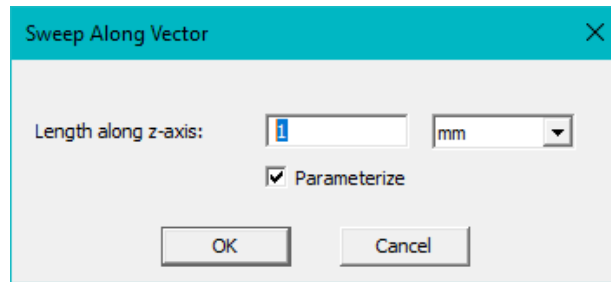 Sweep Along Vector
Length along z-axis: 1 mm
Parameterize
OK Cancel